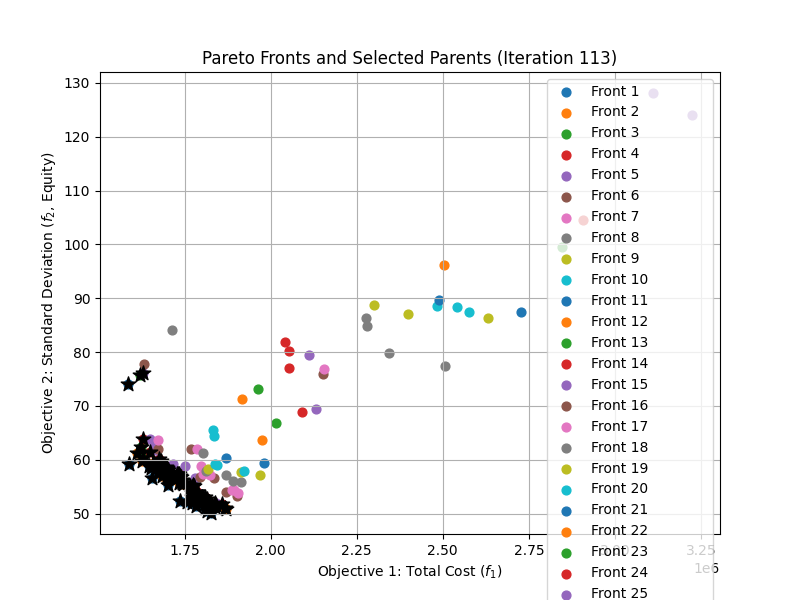 Pareto Fronts and Selected Parents (Iteration 113)
Objective 2: Standard Deviation (f₂, Equity)
130
120
110
100
90
80
70
60
50
1.75
2.00
2.25
2.50
2.75
3.00
3.25
1e6
Objective 1: Total Cost (f₁)
Front 1
Front 2
Front 3
Front 4
Front 5
Front 6
Front 7
Front 8
Front 9
Front 10
Front 11
Front 12
Front 13
Front 14
Front 15
Front 16
Front 17
Front 18
Front 19
Front 20
Front 21
Front 22
Front 23
Front 24
Front 25